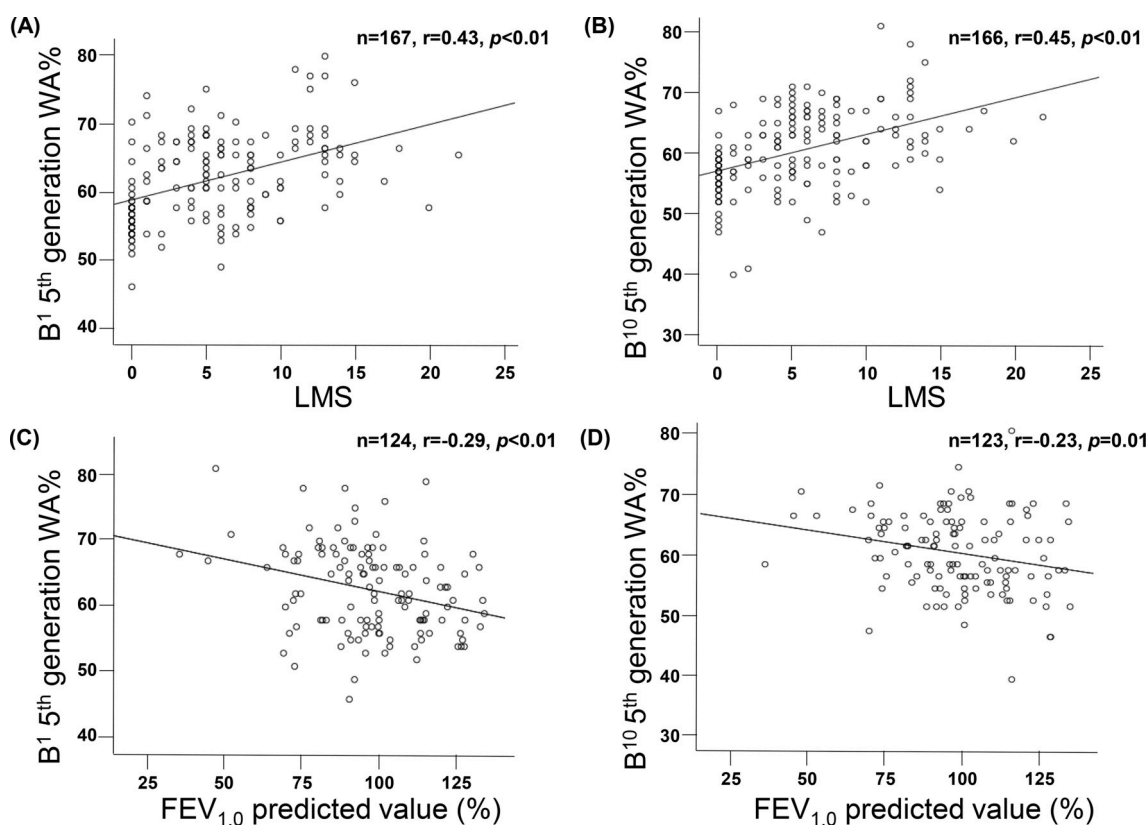 (A)
n=167, r=0.43, p<0.01
80
70
60
50
40
B¹ 5ᵗʰ generation WA%
0 5 10 15 20 25
LMS
(B)
n=166, r=0.45, p<0.01
80
70
60
50
40
30
B¹⁰ 5ᵗʰ generation WA%
0 5 10 15 20 25
LMS
(C)
n=124, r=-0.29, p<0.01
80
70
60
50
40
B¹ 5ᵗʰ generation WA%
25 50 75 100 125
FEV₁.₀ predicted value (%)
(D)
n=123, r=-0.23, p=0.01
80
70
60
50
40
30
B¹⁰ 5ᵗʰ generation WA%
25 50 75 100 125
FEV₁.₀ predicted value (%)